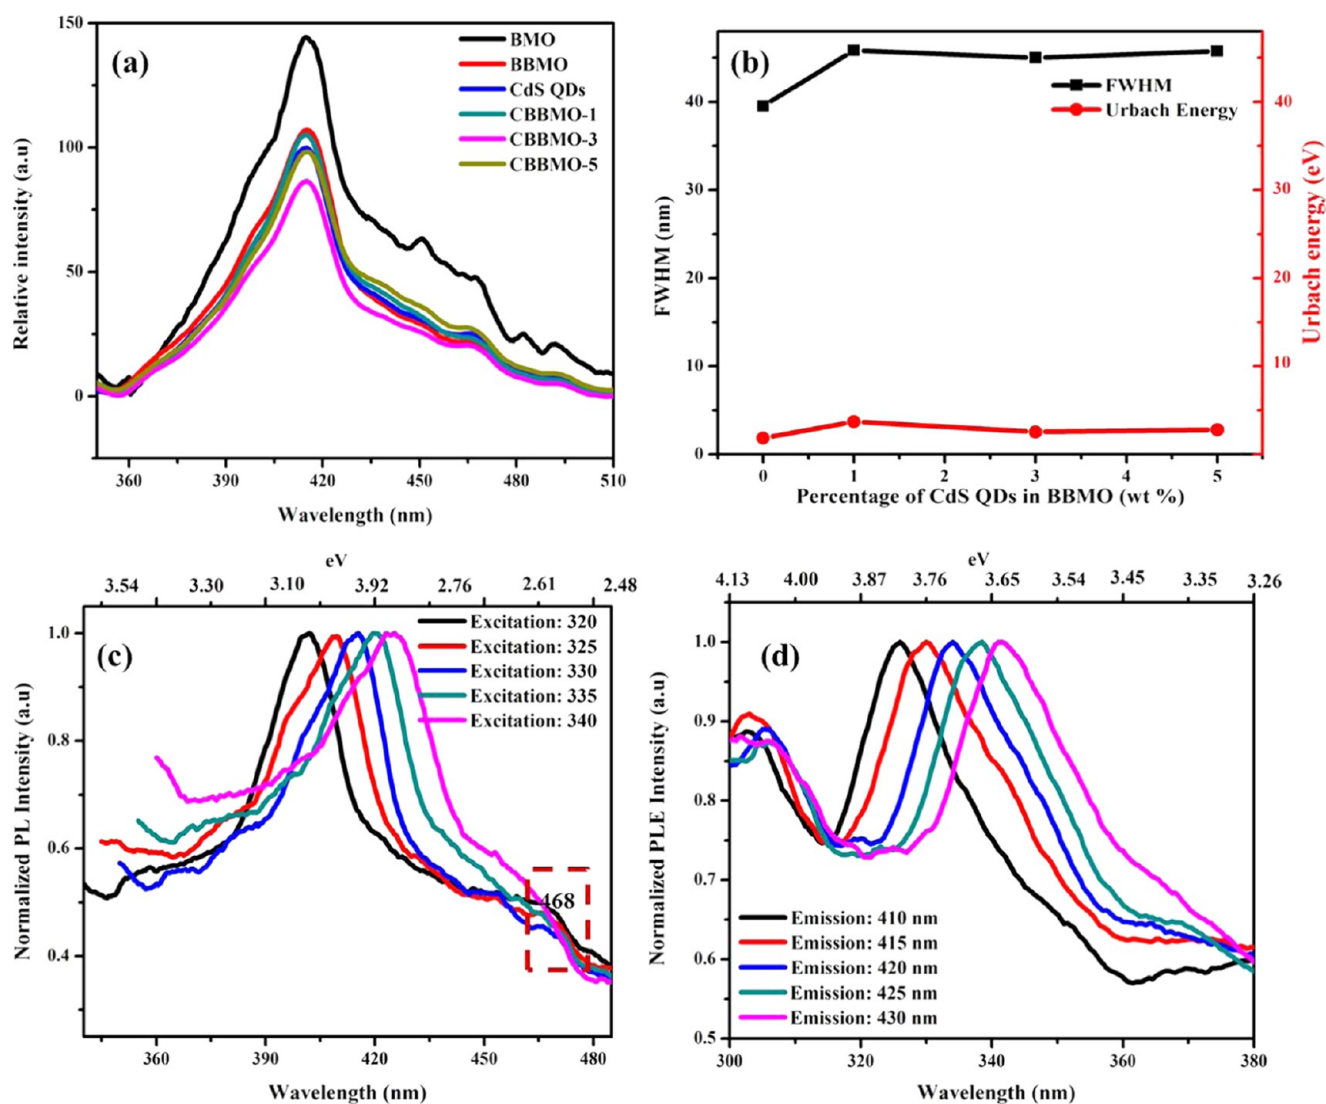 150
100
50
0
Relative intensity (a.u)
(a)
BMO
BBMO
CdS QDs
CBBMO-1
CBBMO-3
CBBMO-5
360 390 420 450 480 510
Wavelength (nm)
40
30
20
10
0
FWHM (nm)
(b)
FWHM
Urbach Energy
40
30
20
10
Urbach energy (eV)
0 1 2 3 4 5
Percentage of CdS QDs in BBMO (wt %)
eV
3.54 3.30 3.10 3.92 2.76 2.61 2.48
1.0
0.8
0.6
0.4
Normalized PL Intensity (a.u)
(c)
Excitation: 320
Excitation: 325
Excitation: 330
Excitation: 335
Excitation: 340
468
360 390 420 450 480
Wavelength (nm)
eV
4.13 4.00 3.87 3.76 3.65 3.54 3.45 3.35 3.26
1.0
0.9
0.8
0.7
0.6
0.5
Normalized PLE Intensity (a.u)
(d)
Emission: 410 nm
Emission: 415 nm
Emission: 420 nm
Emission: 425 nm
Emission: 430 nm
300 320 340 360 380
Wavelength (nm)